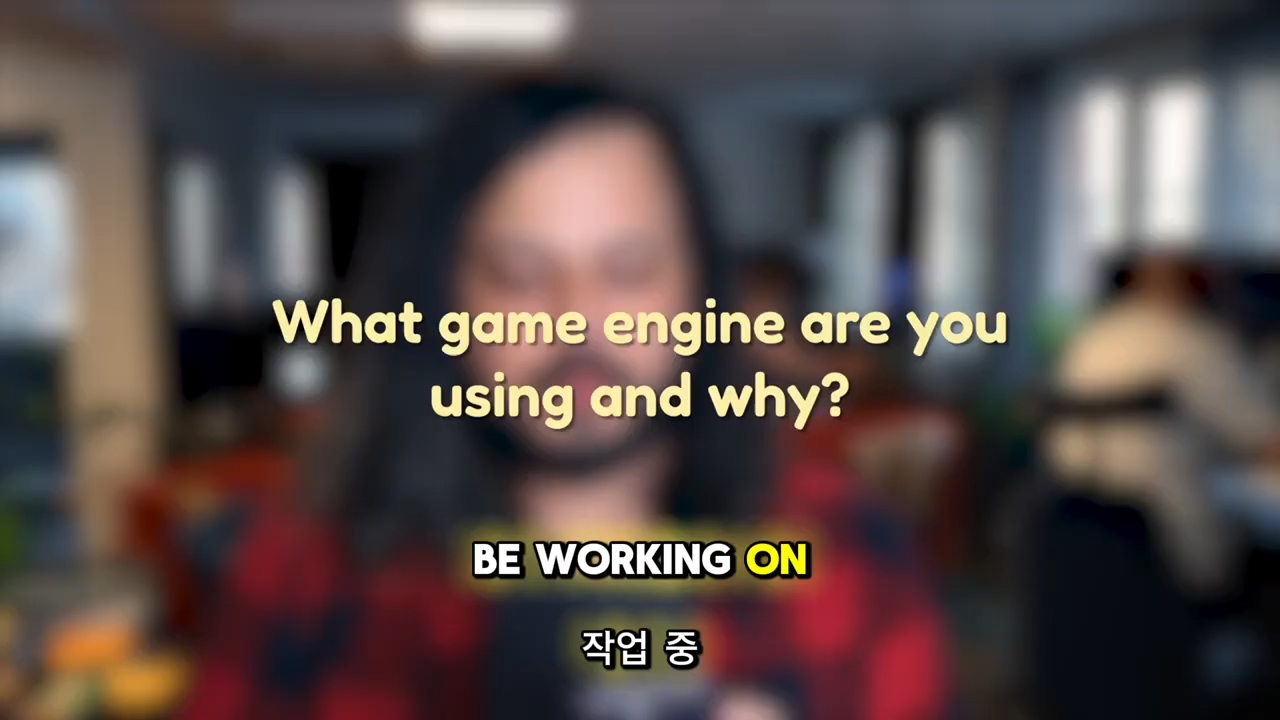 What game engine are you
using and why?
BE WORKING ON
작업 중